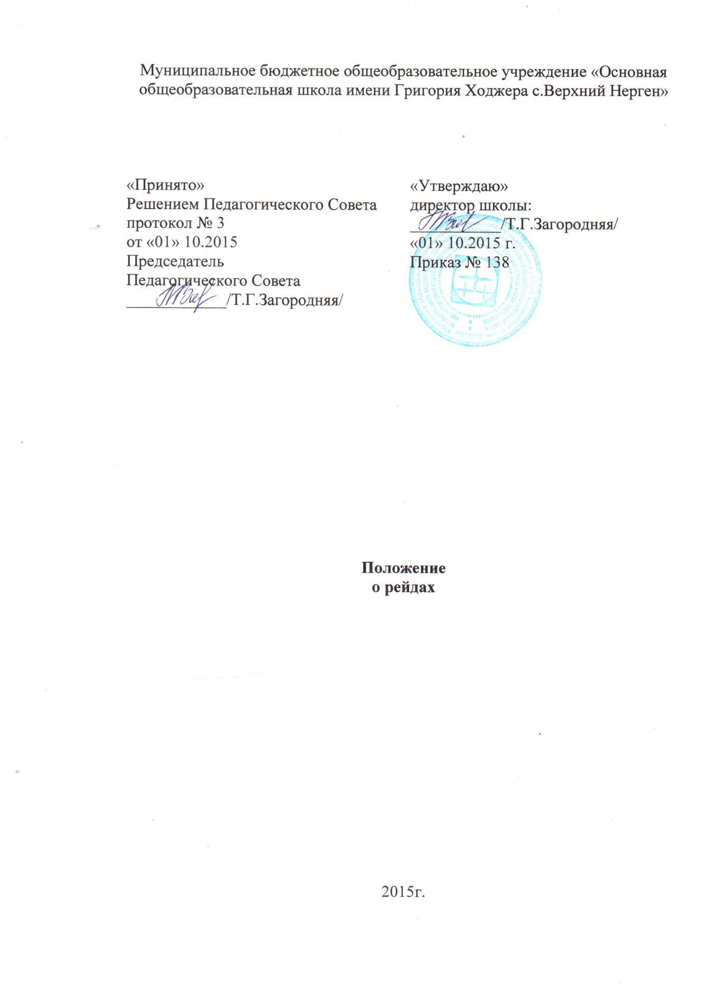 Муниципальное бюджетное общеобразовательное учреждение «Основная
общеобразовательная школа имени Григория Ходжера с.Верхний Нерген»
«Принято»
Решением Педагогического Совета
протокол № 3
от «01» 10.2015
Председатель
Педагогического Совета
____________/Т.Г.Загородняя/
«Утверждаю»
директор школы:
___________/Т.Г.Загородняя/
«01» 10.2015 г.
Приказ № 138
Положение
о рейдах
2015г.